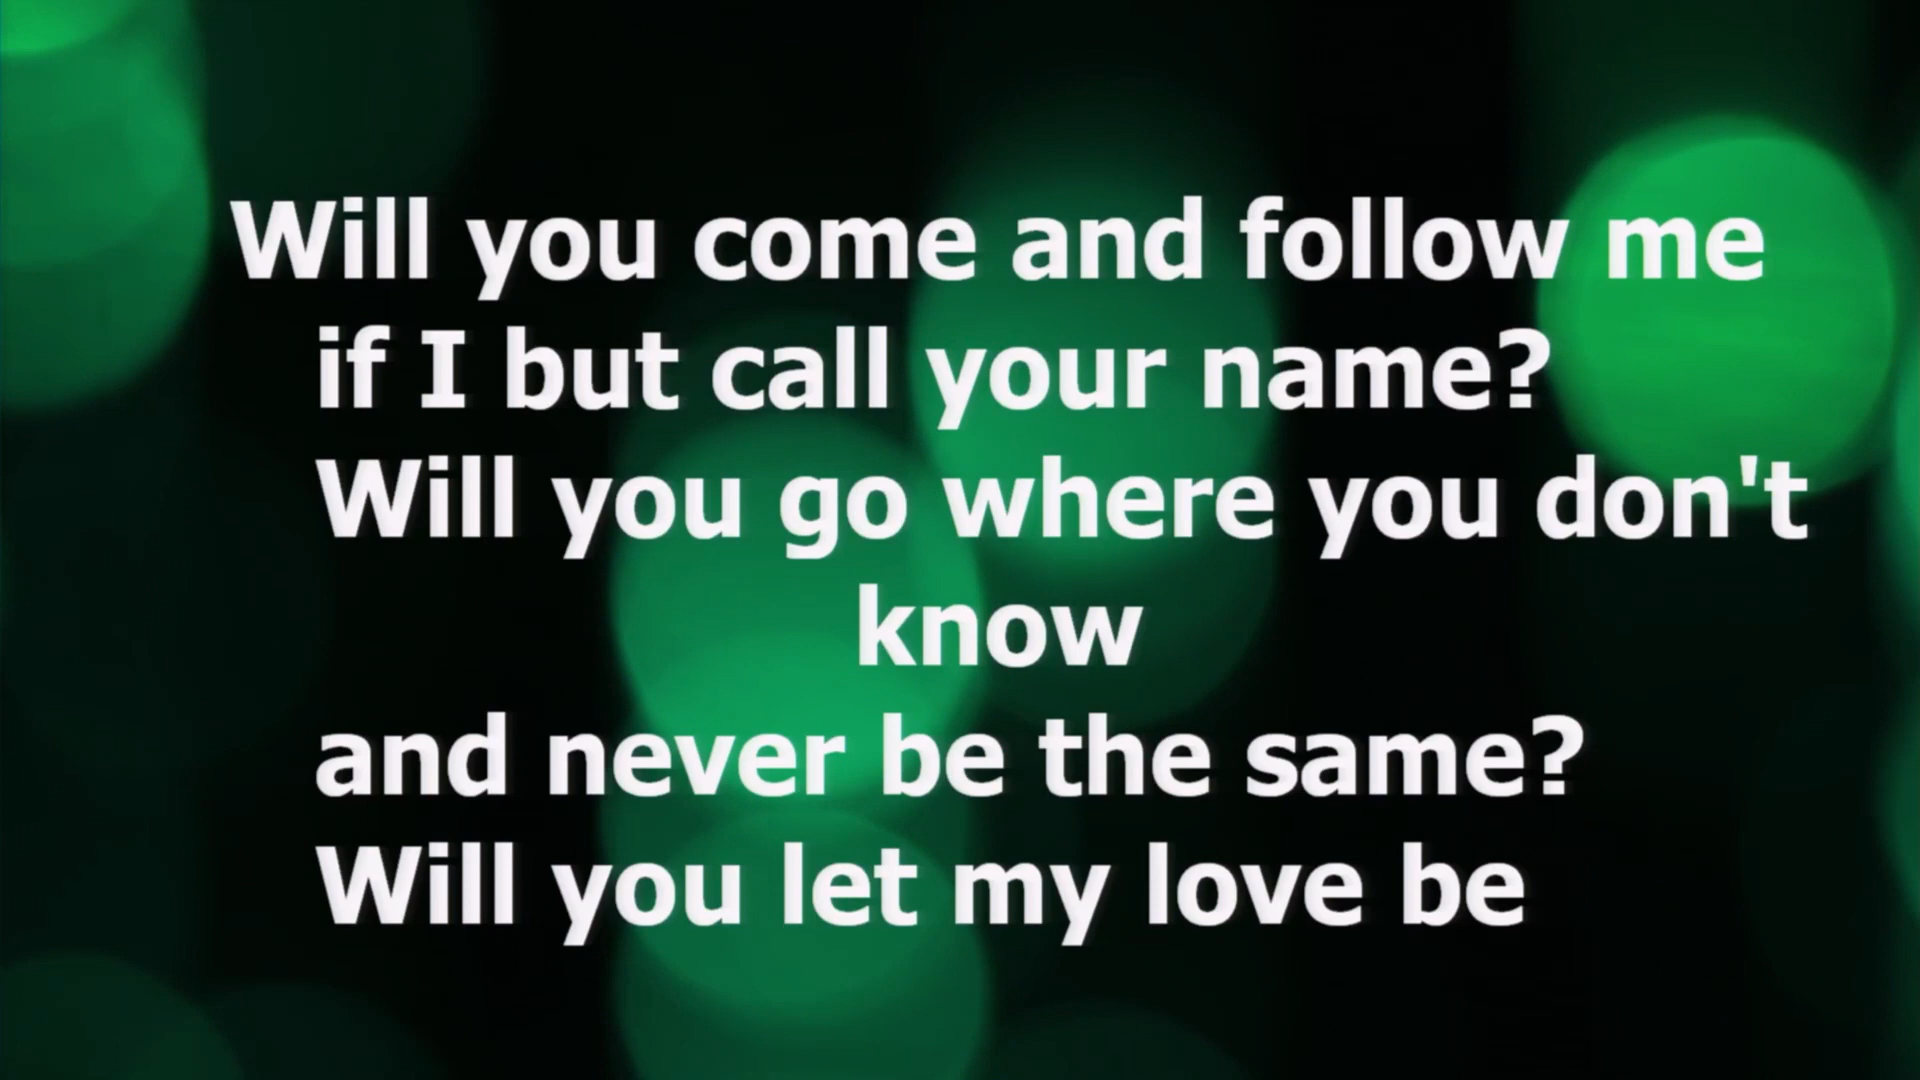 Will you come and follow me
if I but call your name?
Will you go where you don't
know
and never be the same?
Will you let my love be